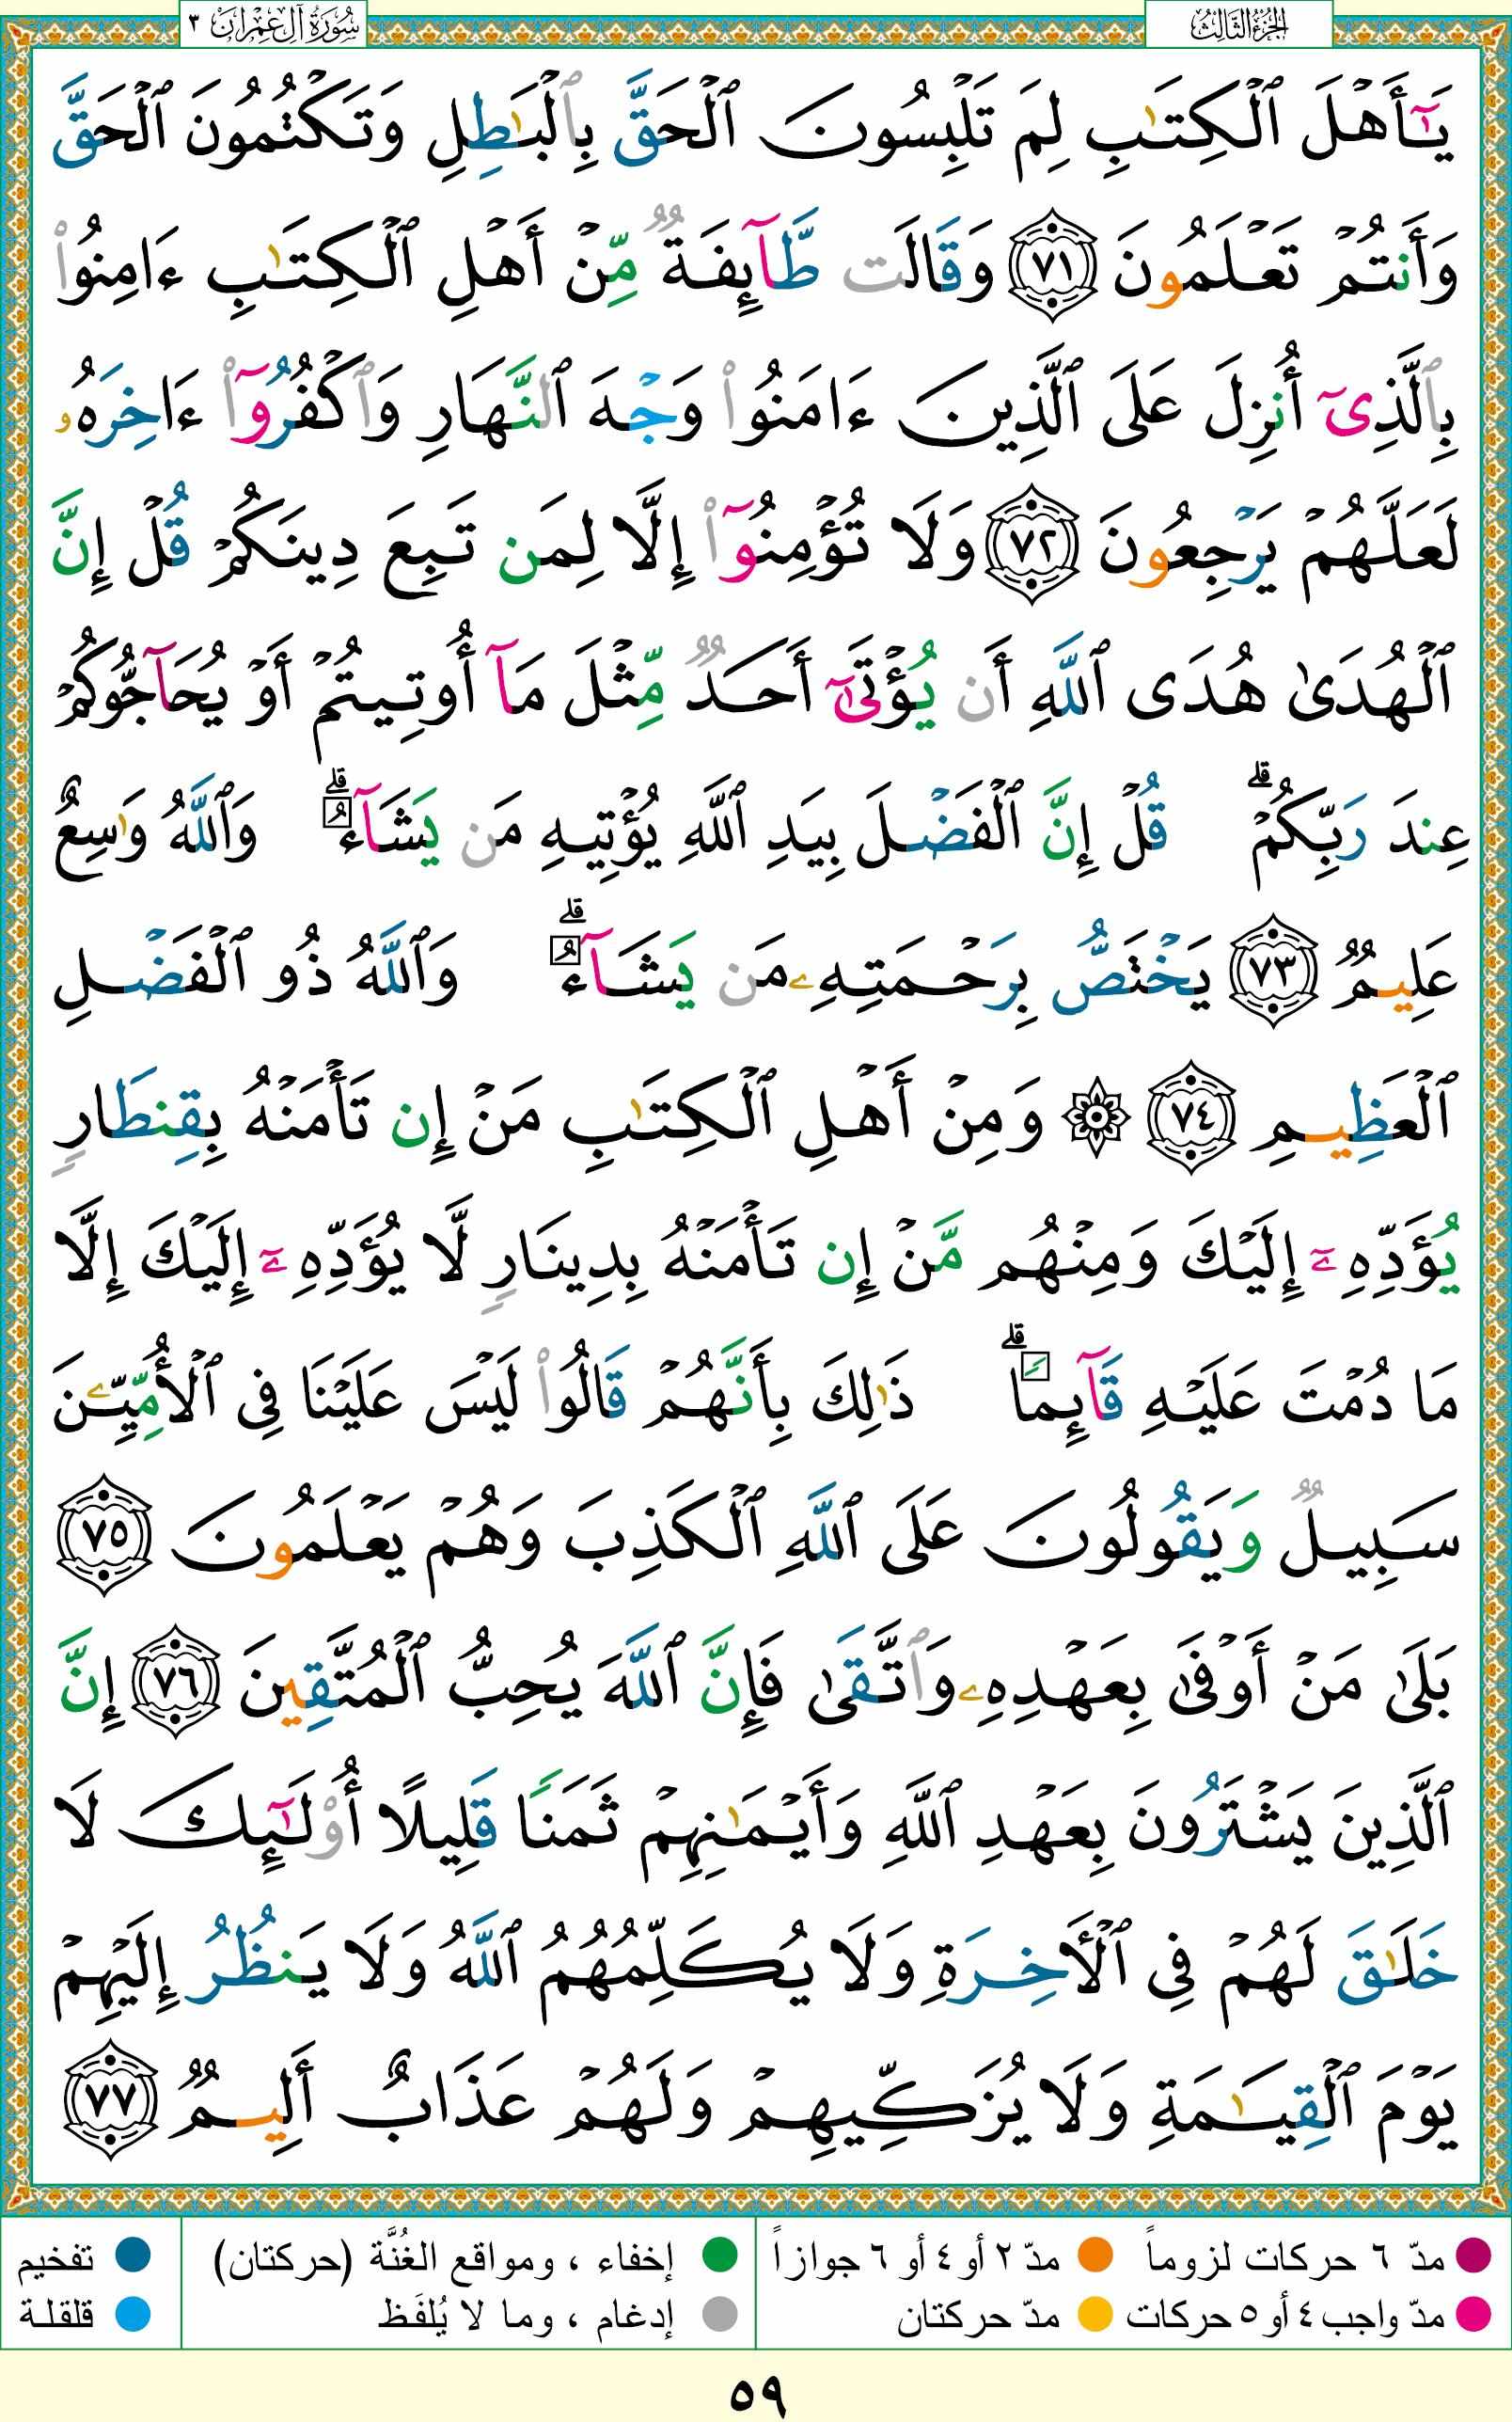 الجزء الثالث
سورة آل عمران ٣
يَـٰٓأَهْلَ ٱلْكِتَـٰبِ لِمَ تَلْبِسُونَ ٱلْحَقَّ بِٱلْبَـٰطِلِ وَتَكْتُمُونَ ٱلْحَقَّ
وَأَنتُمْ تَعْلَمُونَ ٧١ وَقَالَت طَّآئِفَةٌ مِّنْ أَهْلِ ٱلْكِتَـٰبِ ءَامِنُوا۟
بِٱلَّذِىٓ أُنزِلَ عَلَى ٱلَّذِينَ ءَامَنُوا۟ وَجْهَ ٱلنَّهَارِ وَٱكْفُرُوٓا۟ ءَاخِرَهُۥ
لَعَلَّهُمْ يَرْجِعُونَ ٧٢ وَلَا تُؤْمِنُوٓا۟ إِلَّا لِمَن تَبِعَ دِينَكُمْ قُلْ إِنَّ
ٱلْهُدَىٰ هُدَى ٱللَّهِ أَن يُؤْتَىٰٓ أَحَدٌ مِّثْلَ مَآ أُوتِيتُمْ أَوْ يُحَآجُّوكُمْ
عِندَ رَبِّكُمْ ۗ قُلْ إِنَّ ٱلْفَضْلَ بِيَدِ ٱللَّهِ يُؤْتِيهِ مَن يَشَآءُ ۗ وَٱللَّهُ وَٰسِعٌ
عَلِيمٌ ٧٣ يَخْتَصُّ بِرَحْمَتِهِۦ مَن يَشَآءُ ۗ وَٱللَّهُ ذُو ٱلْفَضْلِ
ٱلْعَظِيمِ ٧٤ ۞ وَمِنْ أَهْلِ ٱلْكِتَـٰبِ مَنْ إِن تَأْمَنْهُ بِقِنطَارٍ
يُؤَدِّهِۦٓ إِلَيْكَ وَمِنْهُم مَّنْ إِن تَأْمَنْهُ بِدِينَارٍ لَّا يُؤَدِّهِۦٓ إِلَيْكَ إِلَّا
مَا دُمْتَ عَلَيْهِ قَآئِمًا ۗ ذَٰلِكَ بِأَنَّهُمْ قَالُوا۟ لَيْسَ عَلَيْنَا فِى ٱلْأُمِّيِّـۧنَ
سَبِيلٌ وَيَقُولُونَ عَلَى ٱللَّهِ ٱلْكَذِبَ وَهُمْ يَعْلَمُونَ ٧٥
بَلَىٰ مَنْ أَوْفَىٰ بِعَهْدِهِۦ وَٱتَّقَىٰ فَإِنَّ ٱللَّهَ يُحِبُّ ٱلْمُتَّقِينَ ٧٦ إِنَّ
ٱلَّذِينَ يَشْتَرُونَ بِعَهْدِ ٱللَّهِ وَأَيْمَـٰنِهِمْ ثَمَنًا قَلِيلًا أُو۟لَـٰٓئِكَ لَا
خَلَـٰقَ لَهُمْ فِى ٱلْـَٔاخِرَةِ وَلَا يُكَلِّمُهُمُ ٱللَّهُ وَلَا يَنظُرُ إِلَيْهِمْ
يَوْمَ ٱلْقِيَـٰمَةِ وَلَا يُزَكِّيهِمْ وَلَهُمْ عَذَابٌ أَلِيمٌ ٧٧
مدّ ٦ حركات لزوماً
مدّ ٢ أو ٤ أو ٦ جوازاً
إخفاء ، ومواقع الغُنَّة (حركتان)
تفخيم
مدّ واجب ٤ أو ٥ حركات
مدّ حركتان
إدغام ، وما لا يُلفَظ
قلقلة
٥٩